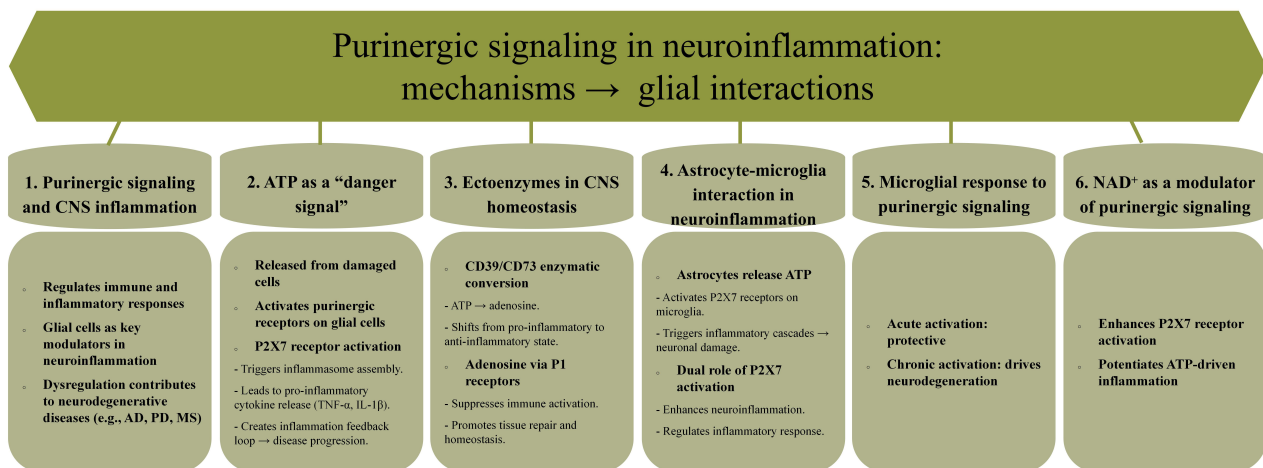 Purinergic signaling in neuroinflammation:
mechanisms → glial interactions
1. Purinergic signaling
and CNS inflammation
◦ Regulates immune and
inflammatory responses
◦ Glial cells as key
modulators in
neuroinflammation
◦ Dysregulation contributes
to neurodegenerative
diseases (e.g., AD, PD, MS)
2. ATP as a “danger
signal”
◦ Released from damaged
cells
◦ Activates purinergic
receptors on glial cells
◦ P2X7 receptor activation
- Triggers inflammasome assembly.
- Leads to pro-inflammatory
cytokine release (TNF-α, IL-1β).
- Creates inflammation feedback
loop → disease progression.
3. Ectoenzymes in CNS
homeostasis
◦ CD39/CD73 enzymatic
conversion
- ATP → adenosine.
- Shifts from pro-inflammatory to
anti-inflammatory state.
◦ Adenosine via P1
receptors
- Suppresses immune activation.
- Promotes tissue repair and
homeostasis.
4. Astrocyte-microglia
interaction in
neuroinflammation
◦ Astrocytes release ATP
- Activates P2X7 receptors on
microglia.
- Triggers inflammatory cascades →
neuronal damage.
◦ Dual role of P2X7
activation
- Enhances neuroinflammation.
- Regulates inflammatory response.
5. Microglial response to
purinergic signaling
◦ Acute activation:
protective
◦ Chronic activation: drives
neurodegeneration
6. NAD⁺ as a modulator
of purinergic signaling
◦ Enhances P2X7 receptor
activation
◦ Potentiates ATP-driven
inflammation